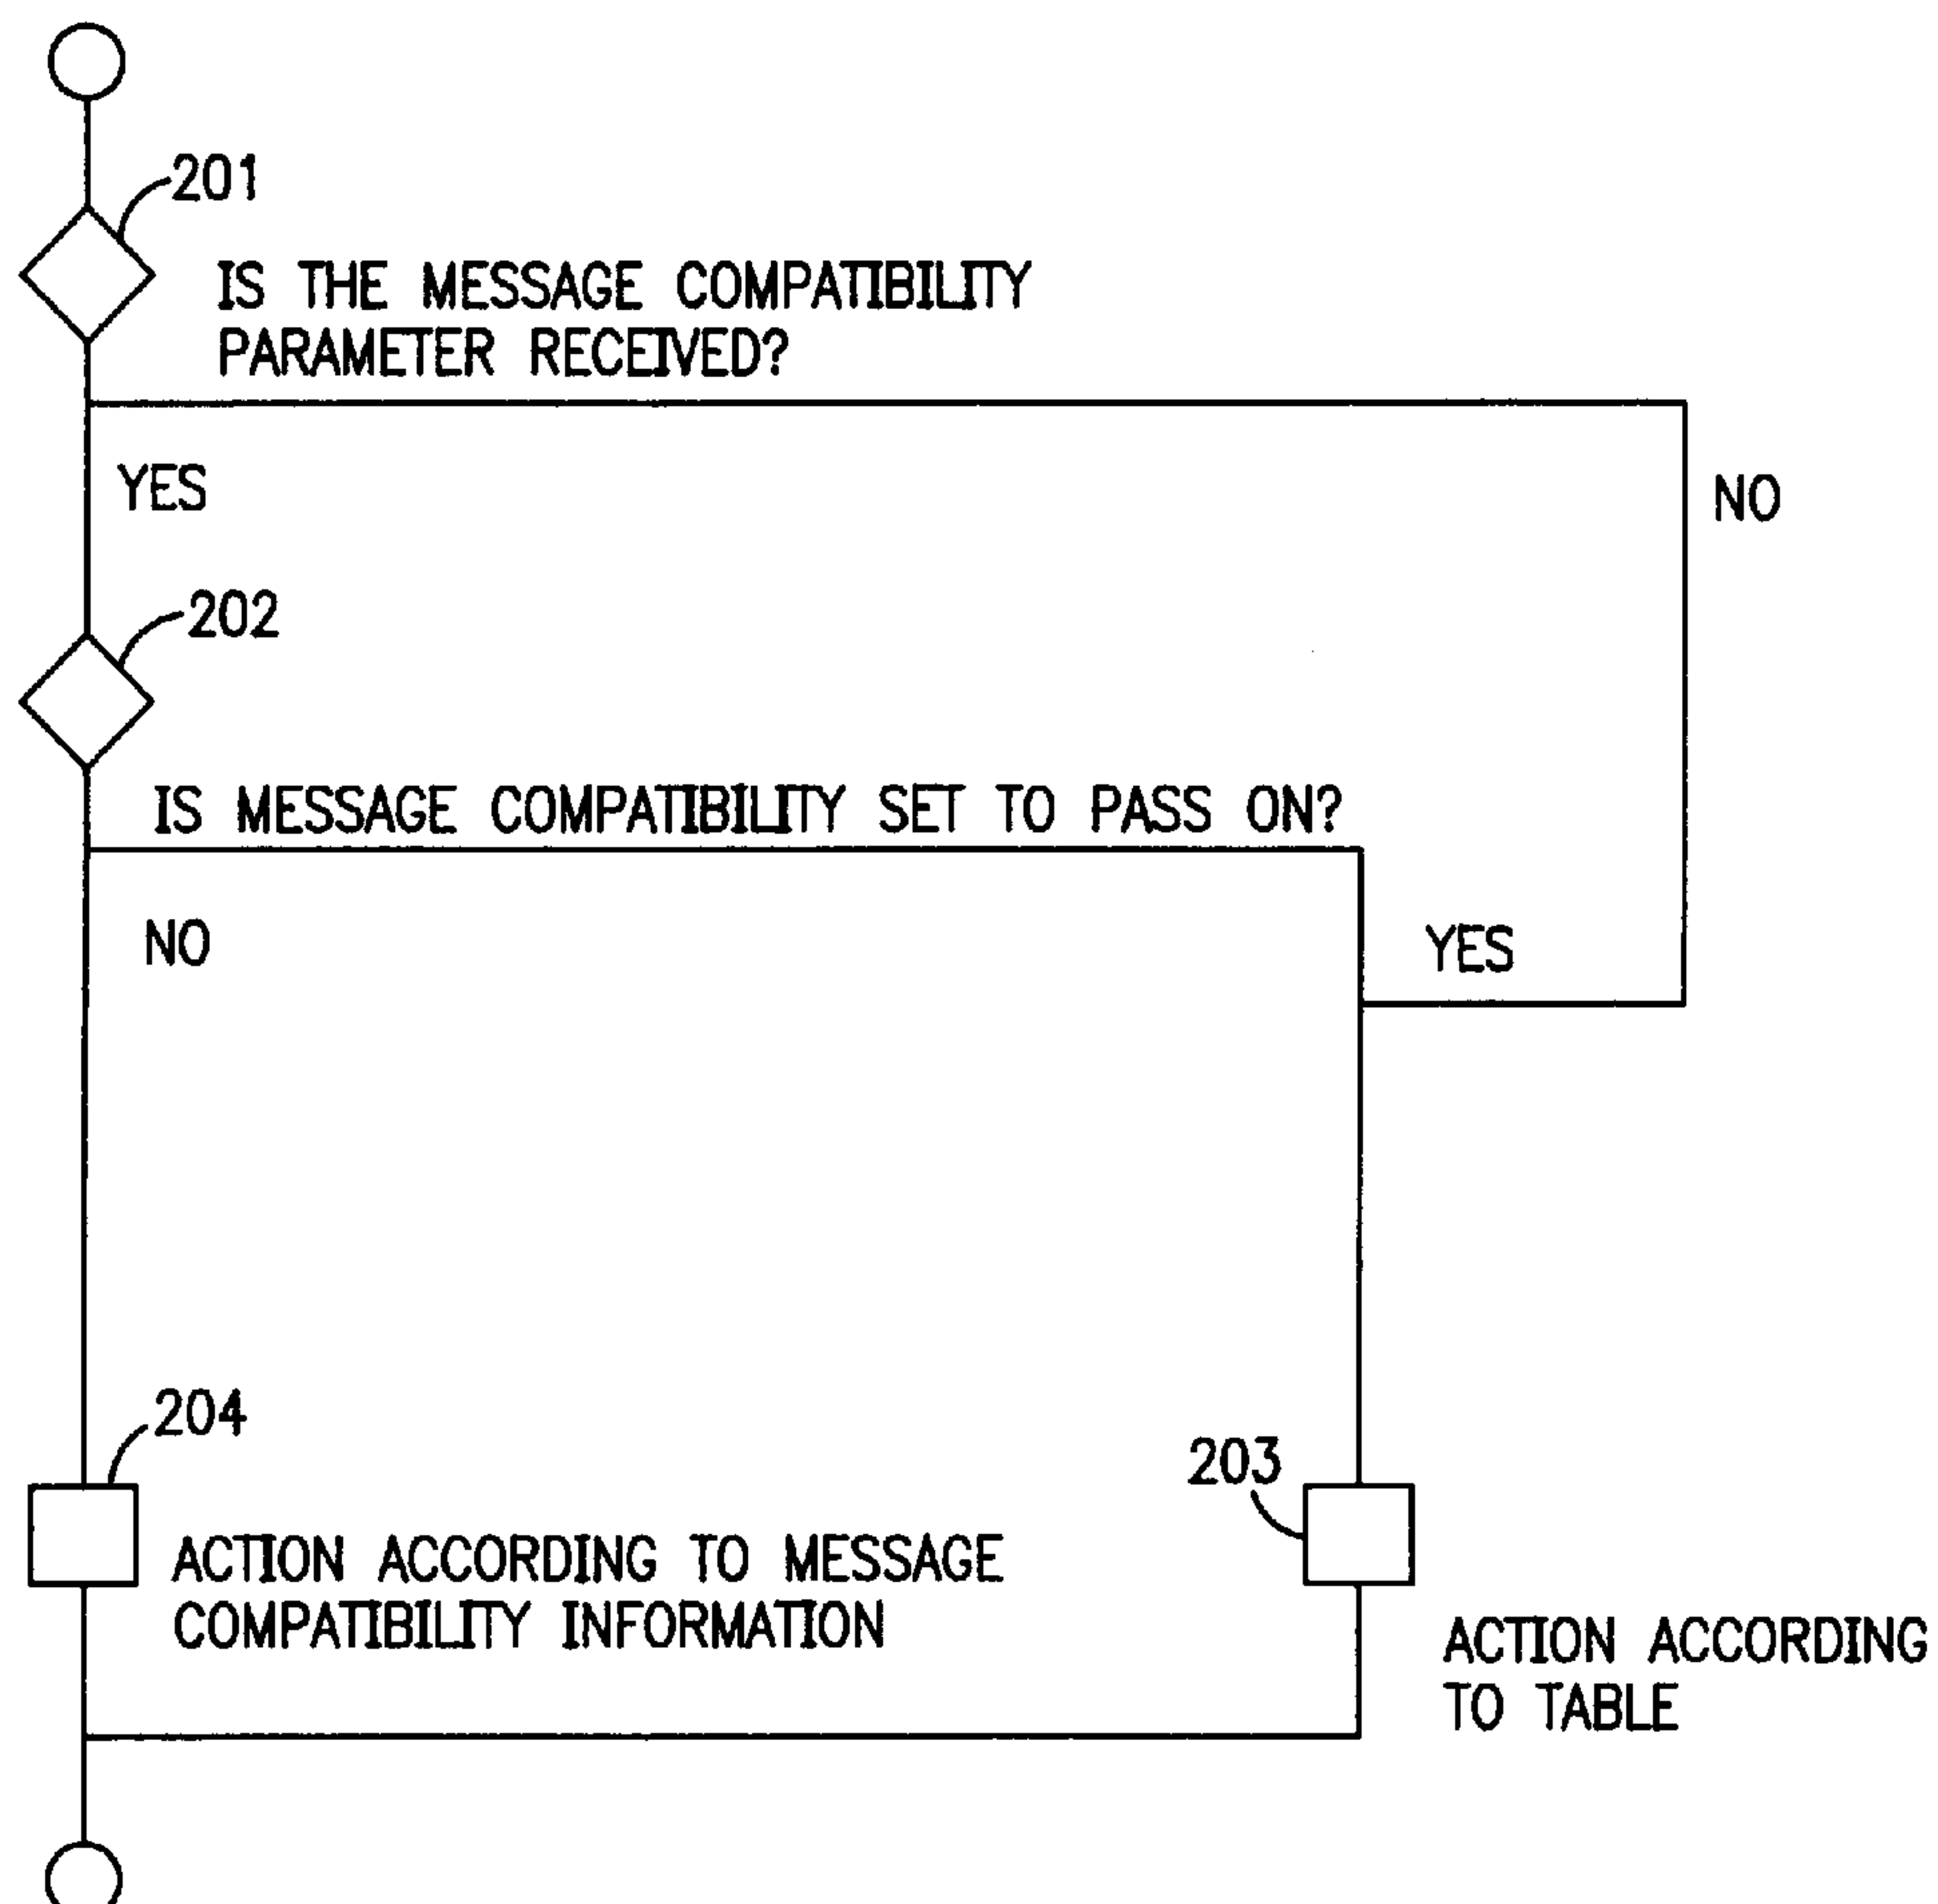 201
IS THE MESSAGE COMPATIBILITY
PARAMETER RECEIVED?
YES
NO
202
IS MESSAGE COMPATIBILITY SET TO PASS ON?
NO
YES
204
203
ACTION ACCORDING TO MESSAGE
COMPATIBILITY INFORMATION
ACTION ACCORDING
TO TABLE